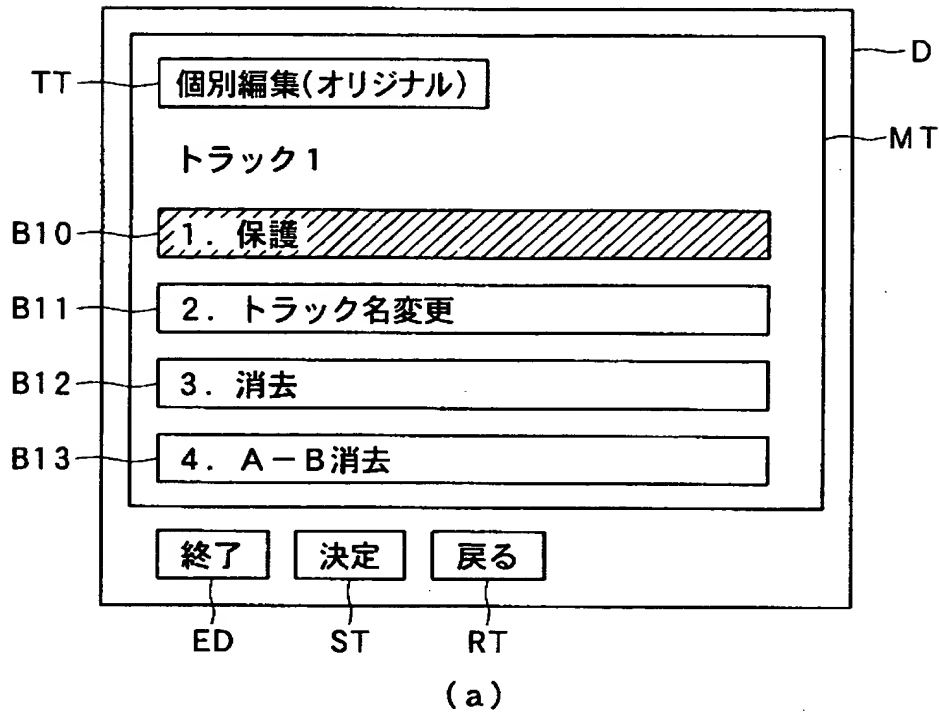 D
TT 個別編集(オリジナル)
MT
トラック1
B10 1. 保護
B11 2. トラック名変更
B12 3. 消去
B13 4. A－B消去
終了 決定 戻る
ED ST RT
(a)